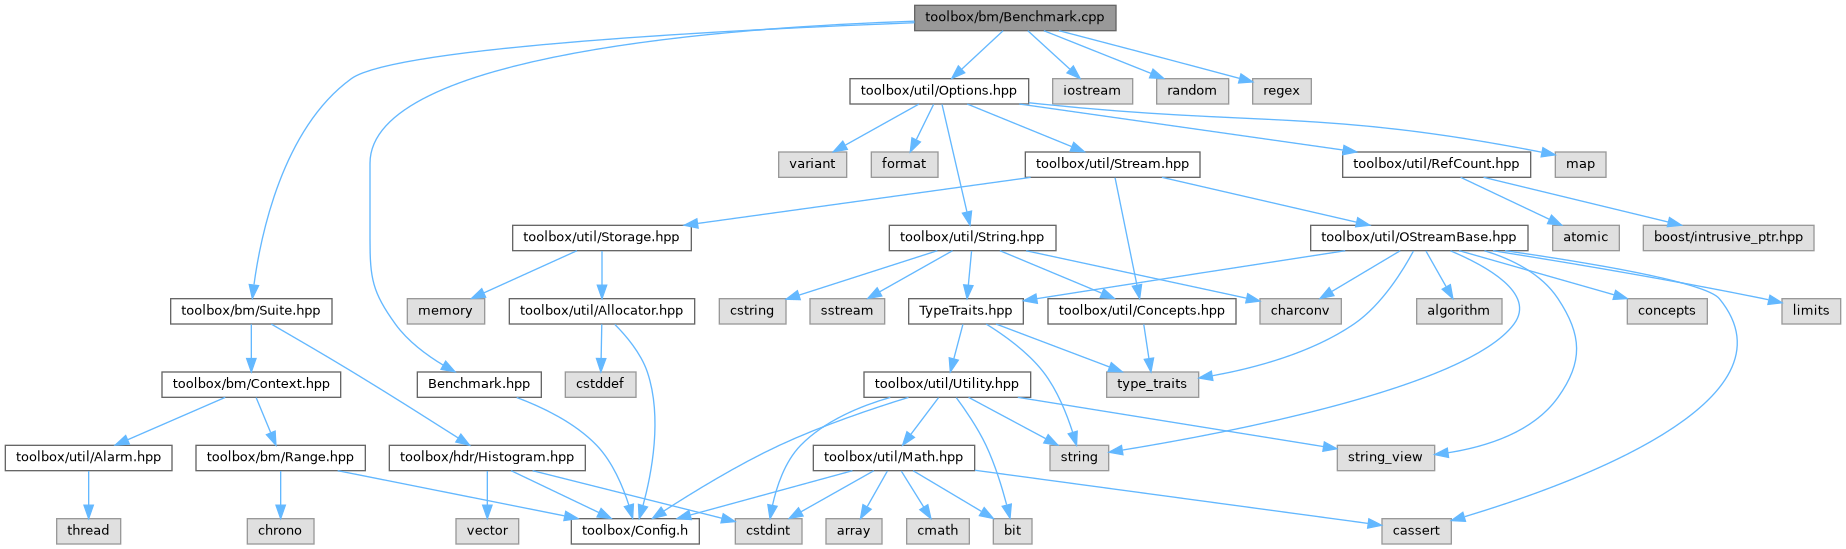 toolbox/bm/Benchmark.cpp
toolbox/util/Options.hpp
iostream
random
regex
variant
format
toolbox/util/Stream.hpp
toolbox/util/RefCount.hpp
map
toolbox/util/Storage.hpp
toolbox/util/String.hpp
toolbox/util/OStreamBase.hpp
atomic
boost/intrusive_ptr.hpp
toolbox/bm/Suite.hpp
memory
toolbox/util/Allocator.hpp
cstring
sstream
TypeTraits.hpp
toolbox/util/Concepts.hpp
charconv
algorithm
concepts
limits
toolbox/bm/Context.hpp
Benchmark.hpp
cstddef
toolbox/util/Utility.hpp
type_traits
toolbox/util/Alarm.hpp
toolbox/bm/Range.hpp
toolbox/hdr/Histogram.hpp
toolbox/util/Math.hpp
string
string_view
thread
chrono
vector
toolbox/Config.h
cstdint
array
cmath
bit
cassert